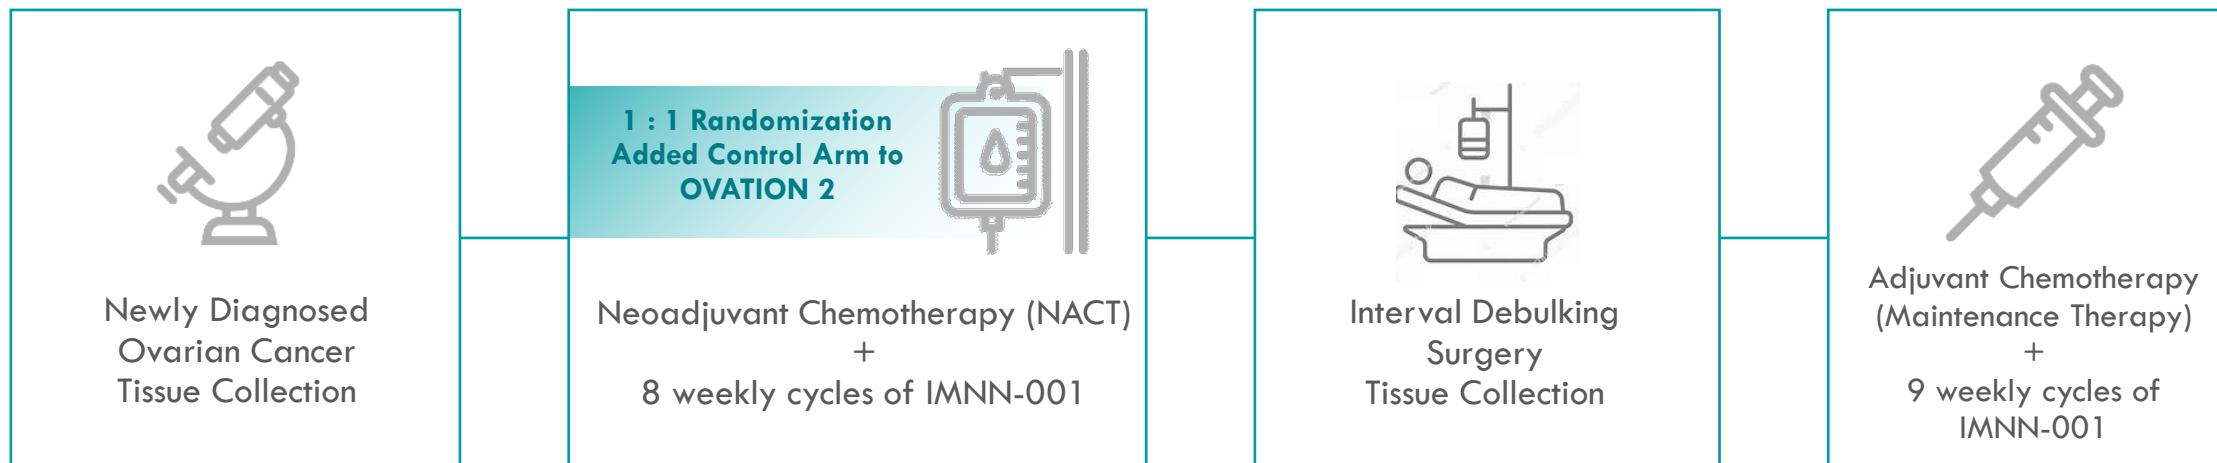 Newly Diagnosed
Ovarian Cancer
Tissue Collection
1 : 1 Randomization
Added Control Arm to
OVATION 2
Neoadjuvant Chemotherapy (NACT)
+
8 weekly cycles of IMNN-001
Interval Debulking
Surgery
Tissue Collection
Adjuvant Chemotherapy
(Maintenance Therapy)
+
9 weekly cycles of
IMNN-001